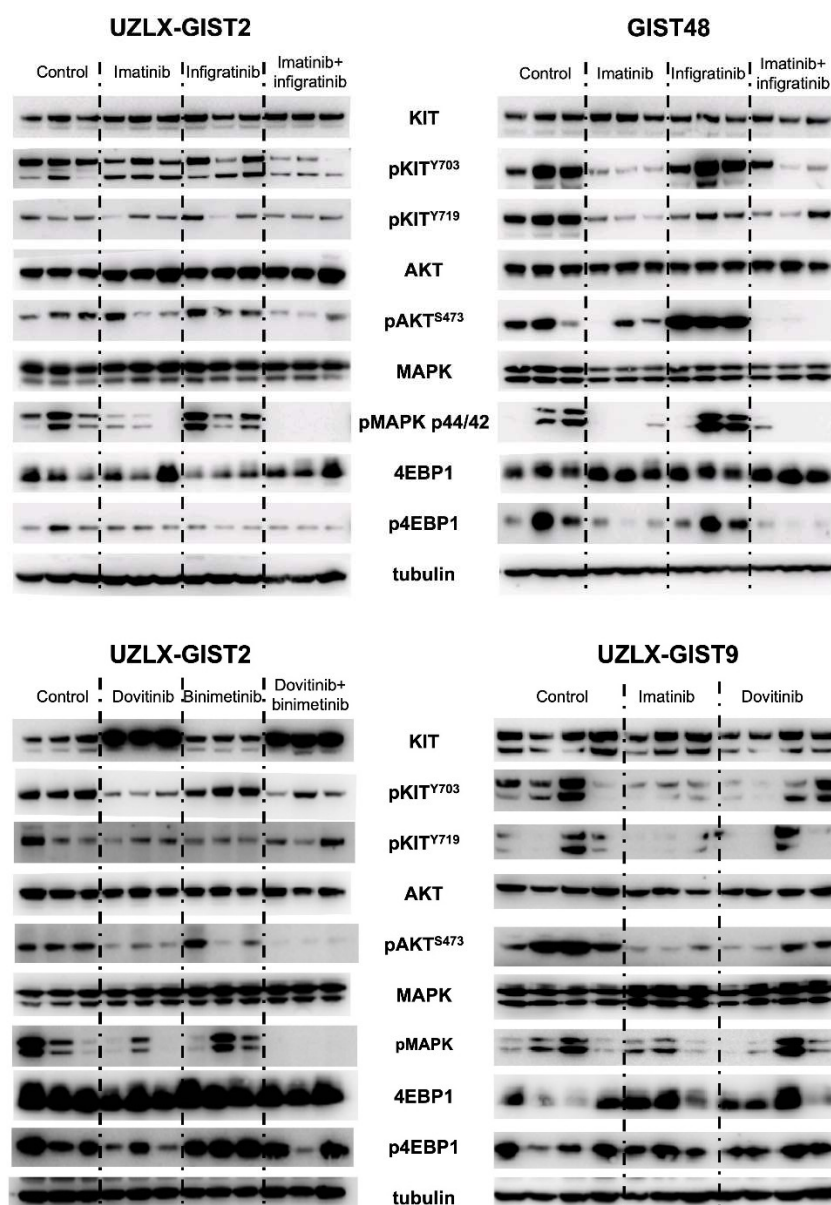 UZLX-GIST2
GIST48
Control Imatinib Infigratinib Imatinib+
infigratinib
Control Imatinib Infigratinib Imatinib+
infigratinib
KIT
pKITY703
pKITY719
AKT
pAKTS473
MAPK
pMAPK p44/42
4EBP1
p4EBP1
tubulin
UZLX-GIST2
UZLX-GIST9
Control Dovitinib Binimetinib Dovitinib+
binimetinib
Control Imatinib Dovitinib
KIT
pKITY703
pKITY719
AKT
pAKTS473
MAPK
pMAPK
4EBP1
p4EBP1
tubulin